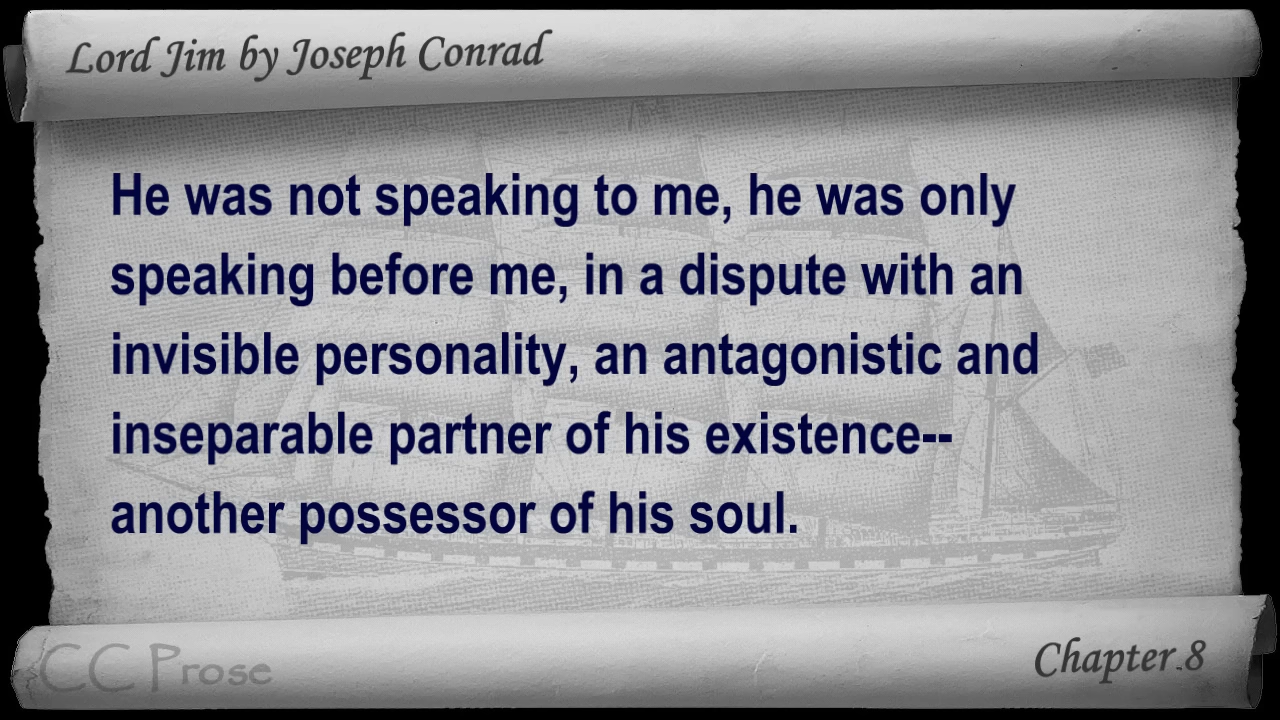 Lord Jim by Joseph Conrad
He was not speaking to me, he was only
speaking before me, in a dispute with an
invisible personality, an antagonistic and
inseparable partner of his existence--
another possessor of his soul.
CC Prose
Chapter 8